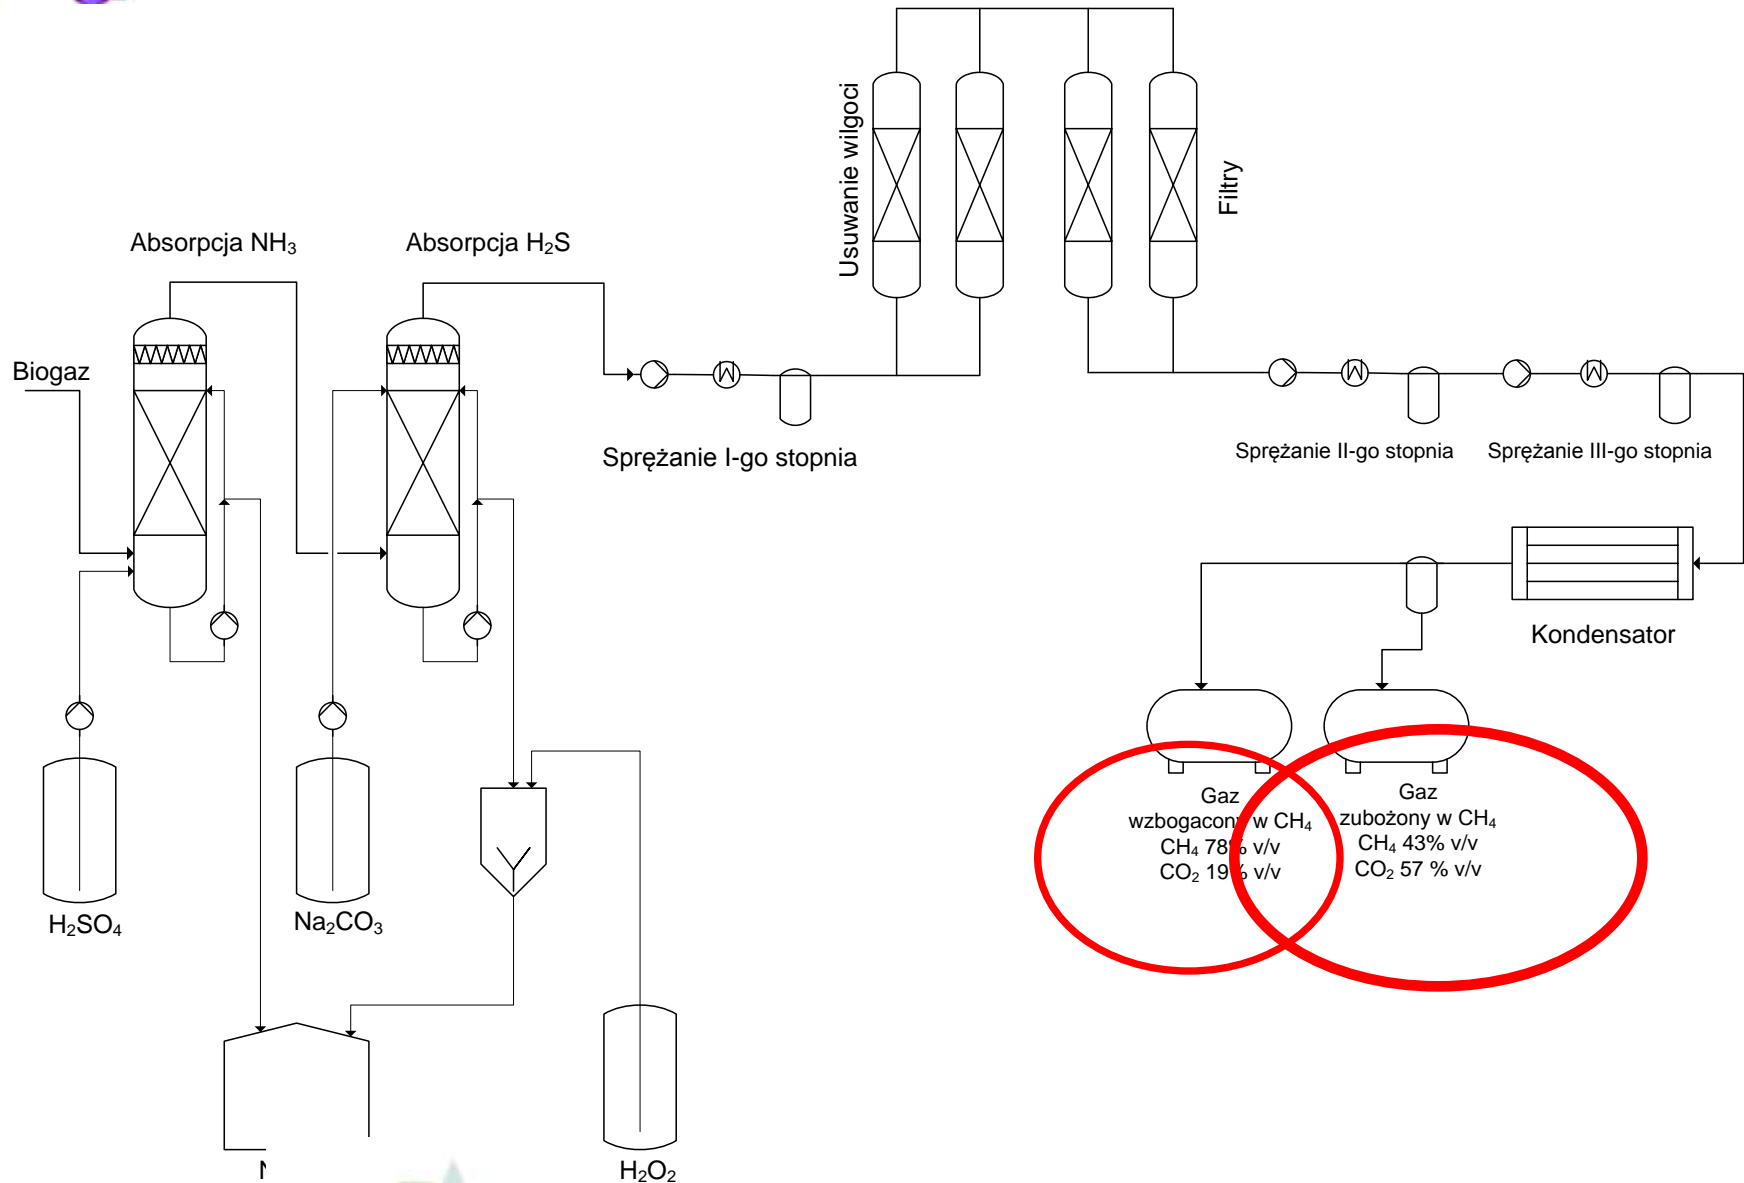 Usuwanie wilgoci
Filtry
Absorpcja NH₃
Absorpcja H₂S
Biogaz
Sprężanie I-go stopnia
Sprężanie II-go stopnia
Sprężanie III-go stopnia
Kondensator
Gaz
wzbogacony w CH₄
CH₄ 78% v/v
CO₂ 19% v/v
Gaz
zubożony w CH₄
CH₄ 43% v/v
CO₂ 57 % v/v
H₂SO₄
Na₂CO₃
H₂O₂